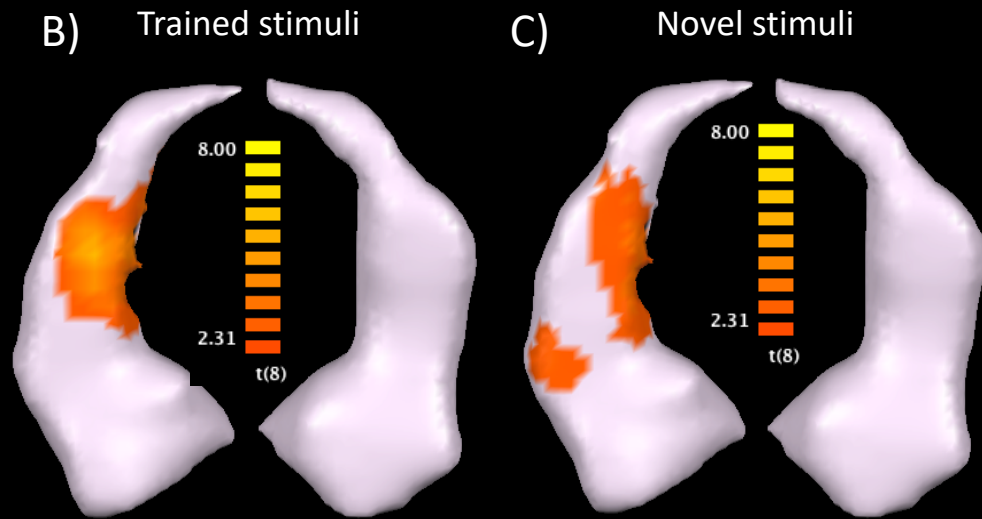 B) Trained stimuli
8.00
2.31
t(8)
C) Novel stimuli
8.00
2.31
t(8)